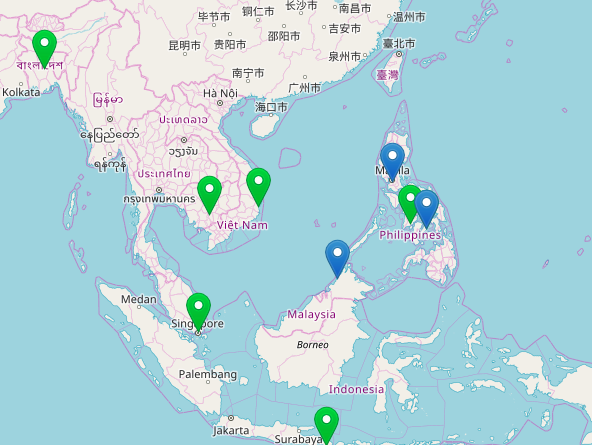 长沙市
南昌市
铜仁市
毕节市
温州市
邵阳市
吉安市
贵阳市
昆明市
臺北市
泉州市
বাংলাদেশ
南宁市
臺灣
Kolkata
广州市
Hà Nội
မြန်မာ
海口市
ປະເທດລາວ
နေပြည်တော်
ວຽງຈັນ
ရန်ကုန်
ประเทศไทย
Manila
กรุงเทพมหานคร
Việt Nam
Philippines
Medan
Malaysia
Singapore
Borneo
Palembang
Indonesia
Jakarta
Surabaya